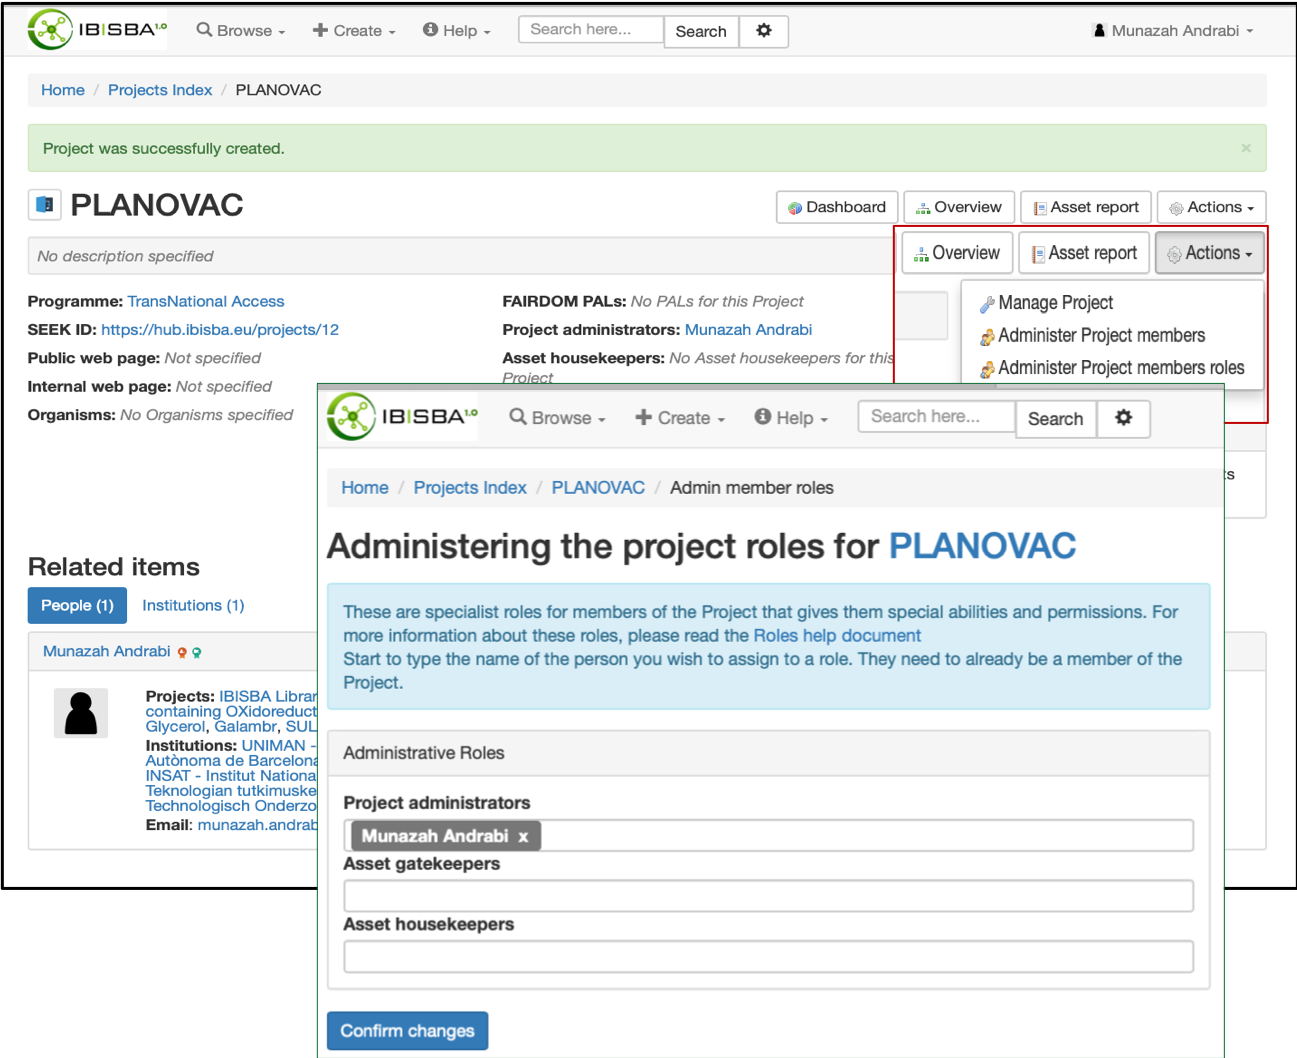 IBISBA 1.0 Browse Create Help Search here... Search Munazah Andrabi
Home / Projects Index / PLANOVAC
Project was successfully created. ×
PLANOVAC
Dashboard Overview Asset report Actions
No description specified
Overview Asset report Actions
Manage Project
Administer Project members
Administer Project members roles
Programme: TransNational Access
SEEK ID: https://hub.ibisba.eu/projects/12
Public web page: Not specified
Internal web page: Not specified
Organisms: No Organisms specified
FAIRDOM PALs: No PALs for this Project
Project administrators: Munazah Andrabi
Asset housekeepers: No Asset housekeepers for this
Project
Related items
People (1) Institutions (1)
Munazah Andrabi
Projects: IBISBA Librar
containing OXidoreduct
Glycerol, Galambr, SUL
Institutions: UNIMAN -
Autònoma de Barcelona
INSAT - Institut Nationa
Teknologian tutkimuske
Technologisch Onderzo
Email: munazah.andrab
IBISBA 1.0 Browse Create Help Search here... Search
Home / Projects Index / PLANOVAC / Admin member roles
Administering the project roles for PLANOVAC
These are specialist roles for members of the Project that gives them special abilities and permissions. For
more information about these roles, please read the Roles help document
Start to type the name of the person you wish to assign to a role. They need to already be a member of the
Project.
Administrative Roles
Project administrators
Munazah Andrabi x
Asset gatekeepers
Asset housekeepers
Confirm changes